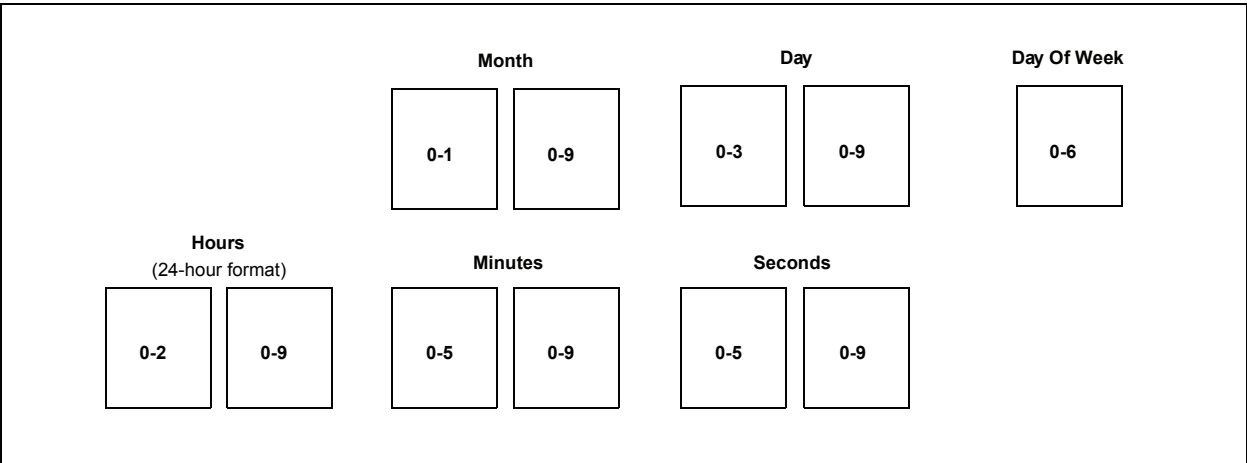 Month Day Day Of Week
0-1 0-9 0-3 0-9 0-6
Hours
(24-hour format)
Minutes Seconds
0-2 0-9 0-5 0-9 0-5 0-9